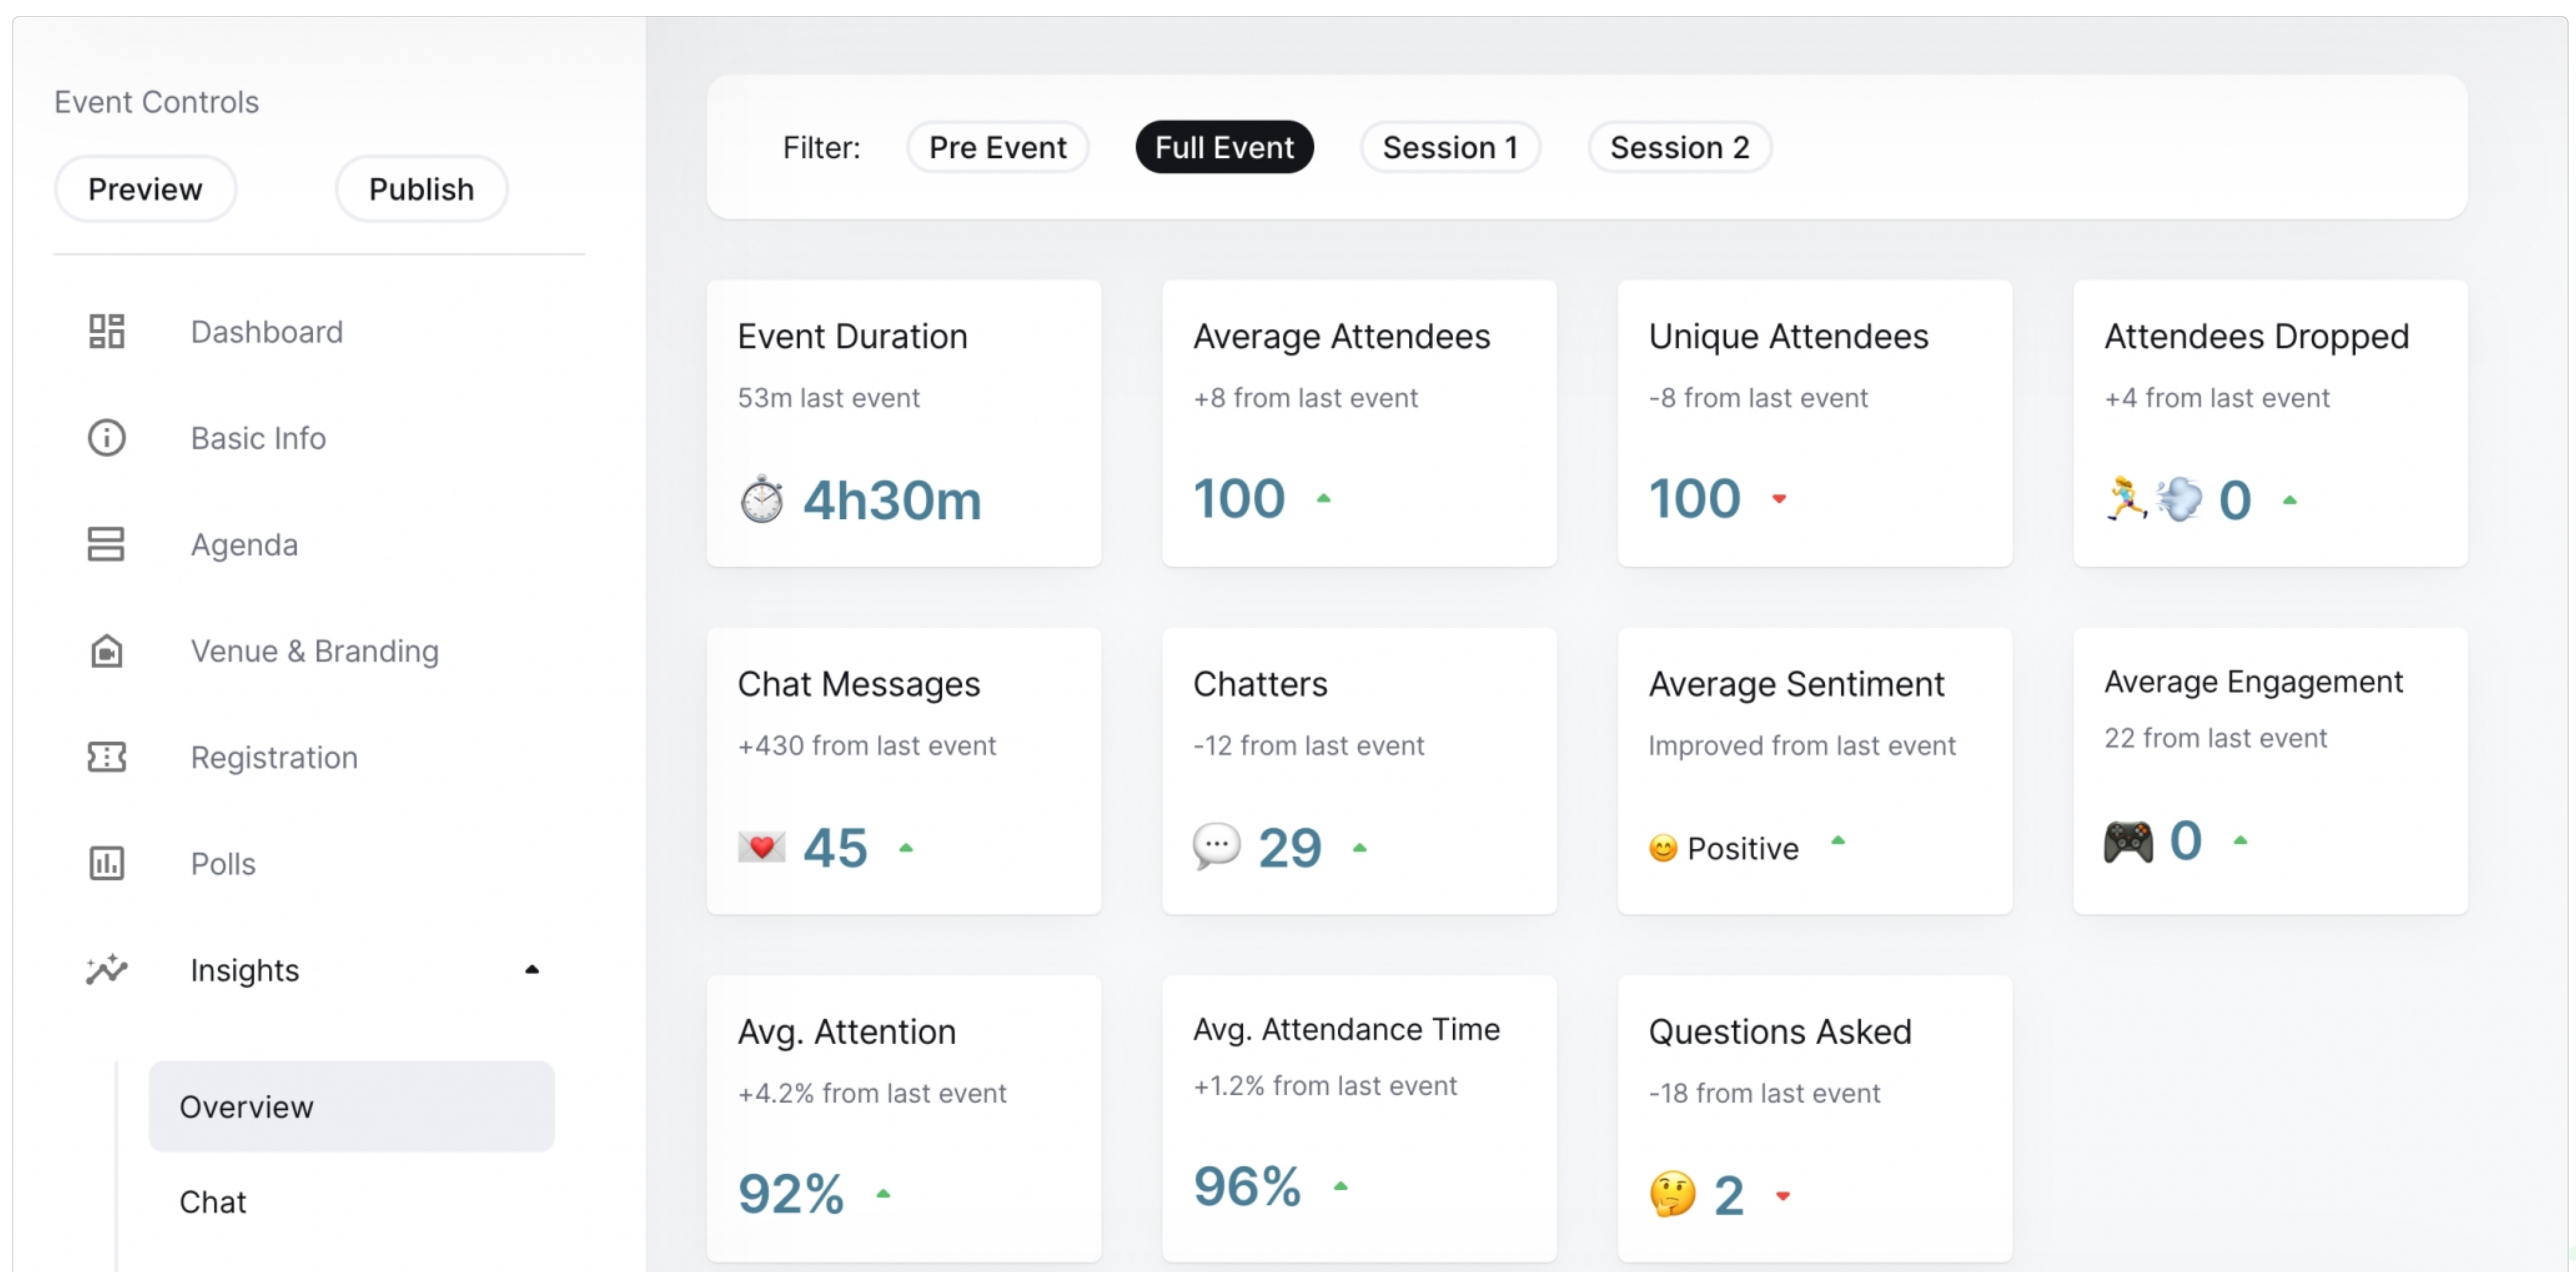 Event Controls
Preview Publish
Dashboard
Basic Info
Agenda
Venue & Branding
Registration
Polls
Insights
Overview
Chat
Filter: Pre Event Full Event Session 1 Session 2
Event Duration
53m last event
4h30m
Average Attendees
+8 from last event
100
Unique Attendees
-8 from last event
100
Attendees Dropped
+4 from last event
0
Chat Messages
+430 from last event
45
Chatters
-12 from last event
29
Average Sentiment
Improved from last event
Positive
Average Engagement
22 from last event
0
Avg. Attention
+4.2% from last event
92%
Avg. Attendance Time
+1.2% from last event
96%
Questions Asked
-18 from last event
2